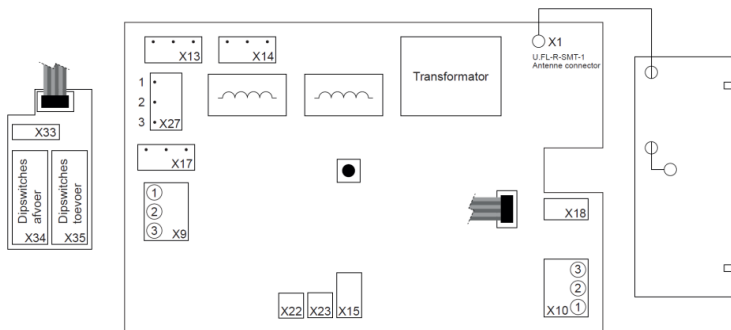 X13
X14
X1
U.FL-R-SMT-1
Antenne connector
Transformator
1
2
3
X27
X33
Dipswitches
afvoer
X34
Dipswitches
toevoer
X35
X17
1
2
3
X9
X18
3
2
1
X10
X22
X23
X15